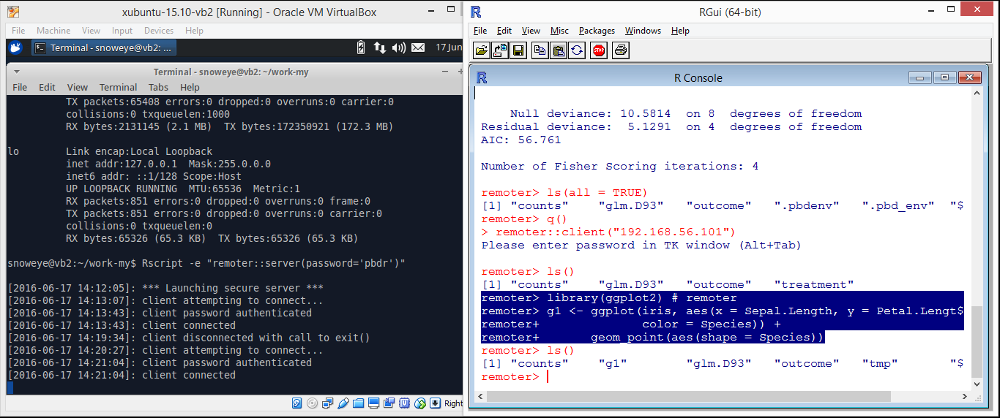 xubuntu-15.10-vb2 [Running] - Oracle VM VirtualBox
File Machine View Input Devices Help
Terminal - snoweye@vb2: ...
17 Jun
Terminal - snoweye@vb2: ~/work-my
File Edit View Terminal Tabs Help
TX packets:65408 errors:0 dropped:0 overruns:0 carrier:0
collisions:0 txqueuelen:1000
RX bytes:2131145 (2.1 MB)  TX bytes:172350921 (172.3 MB)
lo        Link encap:Local Loopback
inet addr:127.0.0.1  Mask:255.0.0.0
inet6 addr: ::1/128 Scope:Host
UP LOOPBACK RUNNING  MTU:65536  Metric:1
RX packets:851 errors:0 dropped:0 overruns:0 frame:0
TX packets:851 errors:0 dropped:0 overruns:0 carrier:0
collisions:0 txqueuelen:0
RX bytes:65326 (65.3 KB)  TX bytes:65326 (65.3 KB)
snoweye@vb2:~/work-my$ Rscript -e "remoter::server(password='pbdr')"
[2016-06-17 14:12:05]: *** Launching secure server ***
[2016-06-17 14:13:07]: client attempting to connect...
[2016-06-17 14:13:43]: client password authenticated
[2016-06-17 14:13:43]: client connected
[2016-06-17 14:19:34]: client disconnected with call to exit()
[2016-06-17 14:20:27]: client attempting to connect...
[2016-06-17 14:21:04]: client password authenticated
[2016-06-17 14:21:04]: client connected
Right
RGui (64-bit)
File Edit View Misc Packages Windows Help
STOP
R Console
Null deviance: 10.5814  on 8  degrees of freedom
Residual deviance:  5.1291  on 4  degrees of freedom
AIC: 56.761
Number of Fisher Scoring iterations: 4
remoter> ls(all = TRUE)
[1] "counts"    "glm.D93"   "outcome"   ".pbdenv"   ".pbd_env"  "$
remoter> q()
> remoter::client("192.168.56.101")
Please enter password in TK window (Alt+Tab)
remoter> ls()
[1] "counts"    "glm.D93"   "outcome"   "treatment"
remoter> library(ggplot2) # remoter
remoter> g1 <- ggplot(iris, aes(x = Sepal.Length, y = Petal.Lengt$
remoter+              color = Species)) +
remoter+       geom_point(aes(shape = Species))
remoter> ls()
[1] "counts"    "g1"        "glm.D93"   "outcome"   "tmp"       "$
remoter>